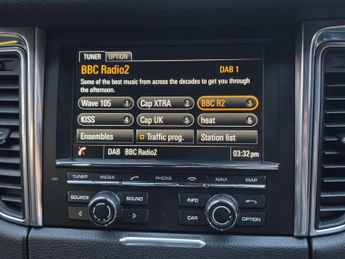 TUNER OPTION
BBC Radio2 DAB 1
Some of the best music from across the decades to get you through
the afternoon.
Wave 105 1 Cap XTRA 2 BBC R2 3
KISS 4 Cap UK 5 heat 6
Ensembles Traffic prog. Station list
DAB BBC Radio2 03:32 pm
TUNER MEDIA PHONE NAVI MAP
SOURCE SOUND INFO
CAR OPTION